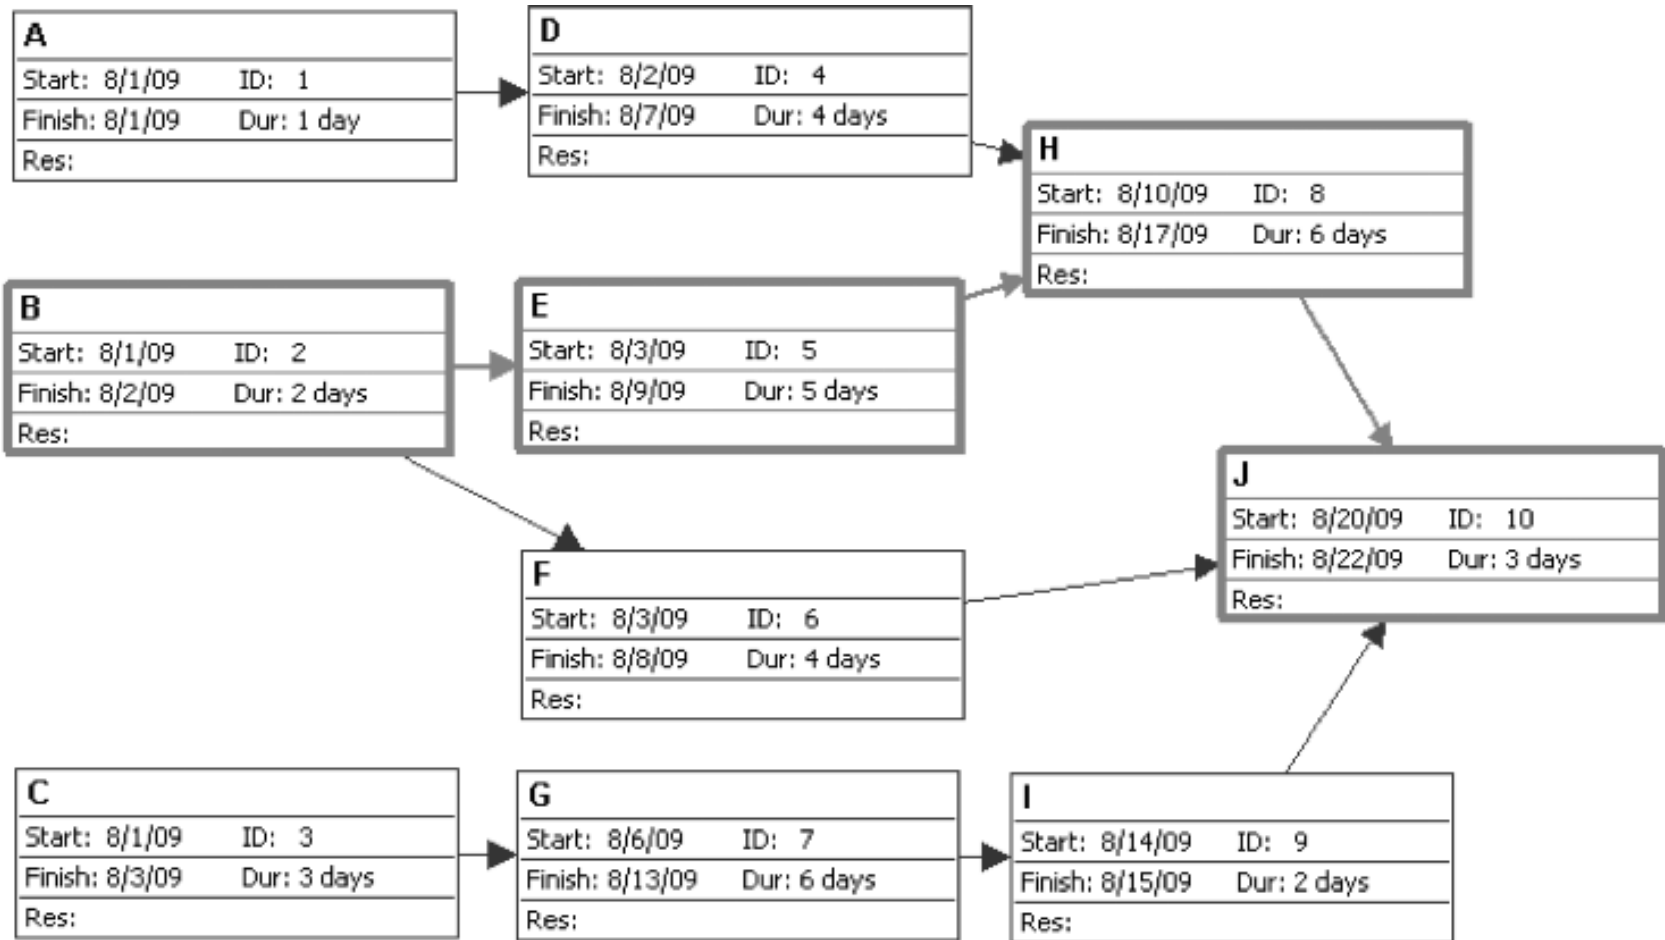 A
Start: 8/1/09 ID: 1
Finish: 8/1/09 Dur: 1 day
Res:
D
Start: 8/2/09 ID: 4
Finish: 8/7/09 Dur: 4 days
Res:
H
Start: 8/10/09 ID: 8
Finish: 8/17/09 Dur: 6 days
Res:
B
Start: 8/1/09 ID: 2
Finish: 8/2/09 Dur: 2 days
Res:
E
Start: 8/3/09 ID: 5
Finish: 8/9/09 Dur: 5 days
Res:
J
Start: 8/20/09 ID: 10
Finish: 8/22/09 Dur: 3 days
Res:
F
Start: 8/3/09 ID: 6
Finish: 8/8/09 Dur: 4 days
Res:
C
Start: 8/1/09 ID: 3
Finish: 8/3/09 Dur: 3 days
Res:
G
Start: 8/6/09 ID: 7
Finish: 8/13/09 Dur: 6 days
Res:
I
Start: 8/14/09 ID: 9
Finish: 8/15/09 Dur: 2 days
Res: